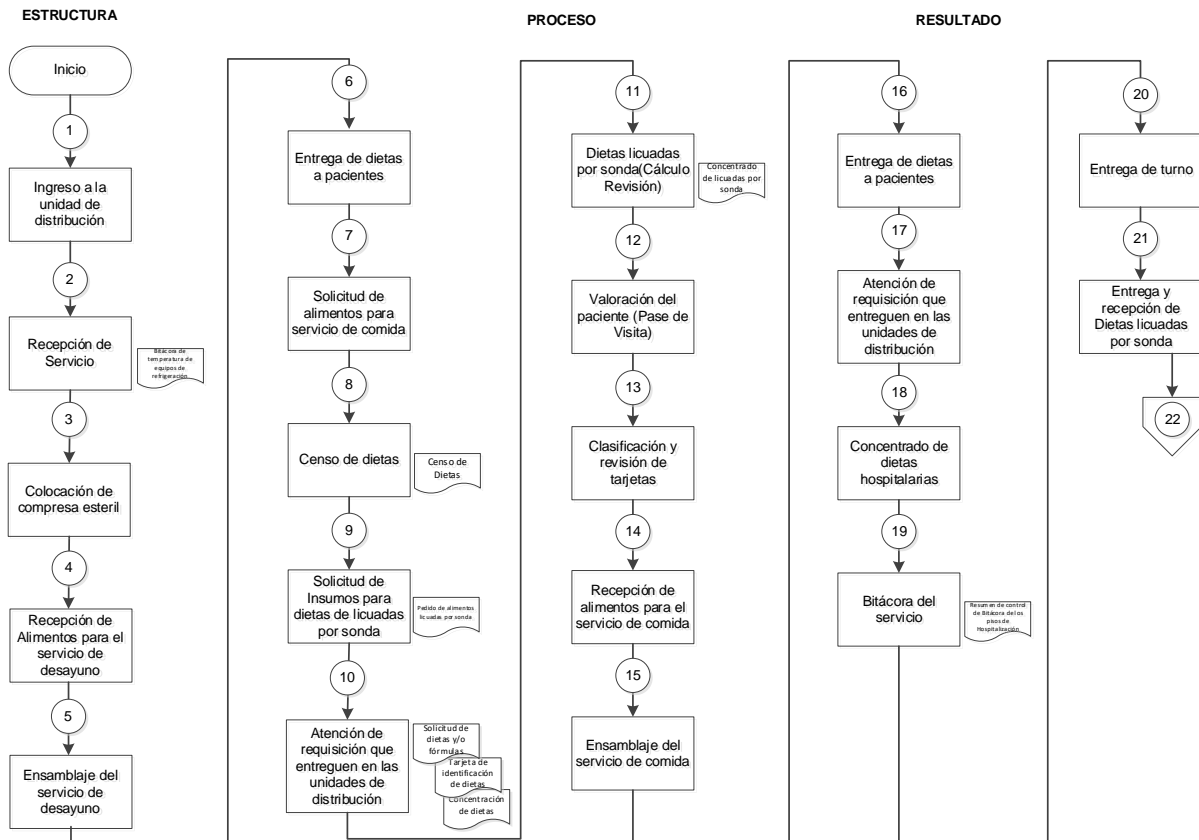 ESTRUCTURA
PROCESO
RESULTADO
Inicio
1
Ingreso a la
unidad de
distribución
2
Recepción de
Servicio
Bitácora de
temperatura de
equipos de
refrigeración
3
Colocación de
compresa esteril
4
Recepción de
Alimentos para el
servicio de
desayuno
5
Ensamblaje del
servicio de
desayuno
6
Entrega de dietas
a pacientes
7
Solicitud de
alimentos para
servicio de comida
8
Censo de dietas
Censo de
Dietas
9
Solicitud de
Insumos para
dietas de licuadas
por sonda
Pedido de alimentos
licuadas por sonda
10
Atención de
requisición que
entreguen en las
unidades de
distribución
Solicitud de
dietas y/o
fórmulas
Tarjeta de
identificación
de dietas
Concentración
de dietas
11
Dietas licuadas
por sonda(Cálculo
Revisión)
Concentrado
de licuadas por
sonda
12
Valoración del
paciente (Pase de
Visita)
13
Clasificación y
revisión de
tarjetas
14
Recepción de
alimentos para el
servicio de comida
15
Ensamblaje del
servicio de comida
16
Entrega de dietas
a pacientes
17
Atención de
requisición que
entreguen en las
unidades de
distribución
18
Concentrado de
dietas
hospitalarias
19
Bitácora del
servicio
Resumen de control
de Bitácora de los
pisos de
Hospitalización
20
Entrega de turno
21
Entrega y
recepción de
Dietas licuadas
por sonda
22